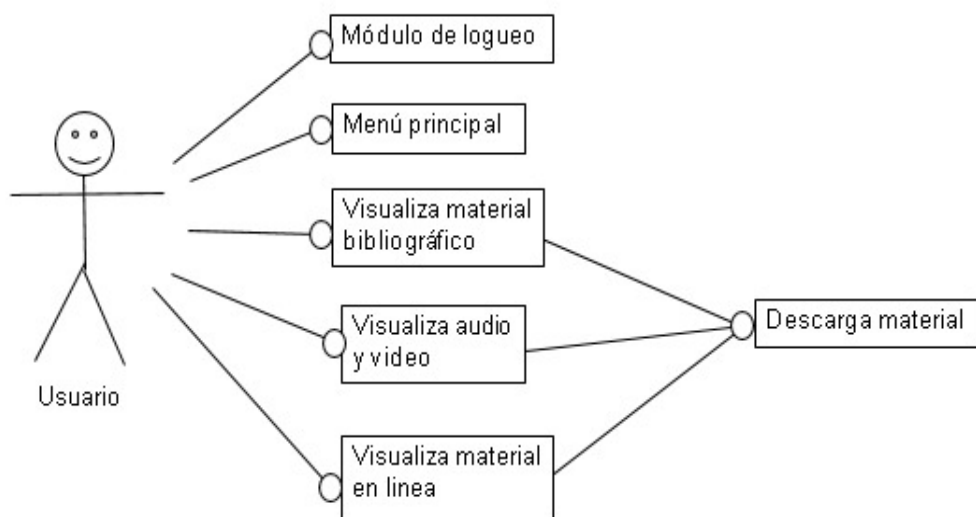 Módulo de logueo
Menú principal
Visualiza material
bibliográfico
Visualiza audio
y video
Descarga material
Usuario
Visualiza material
en linea